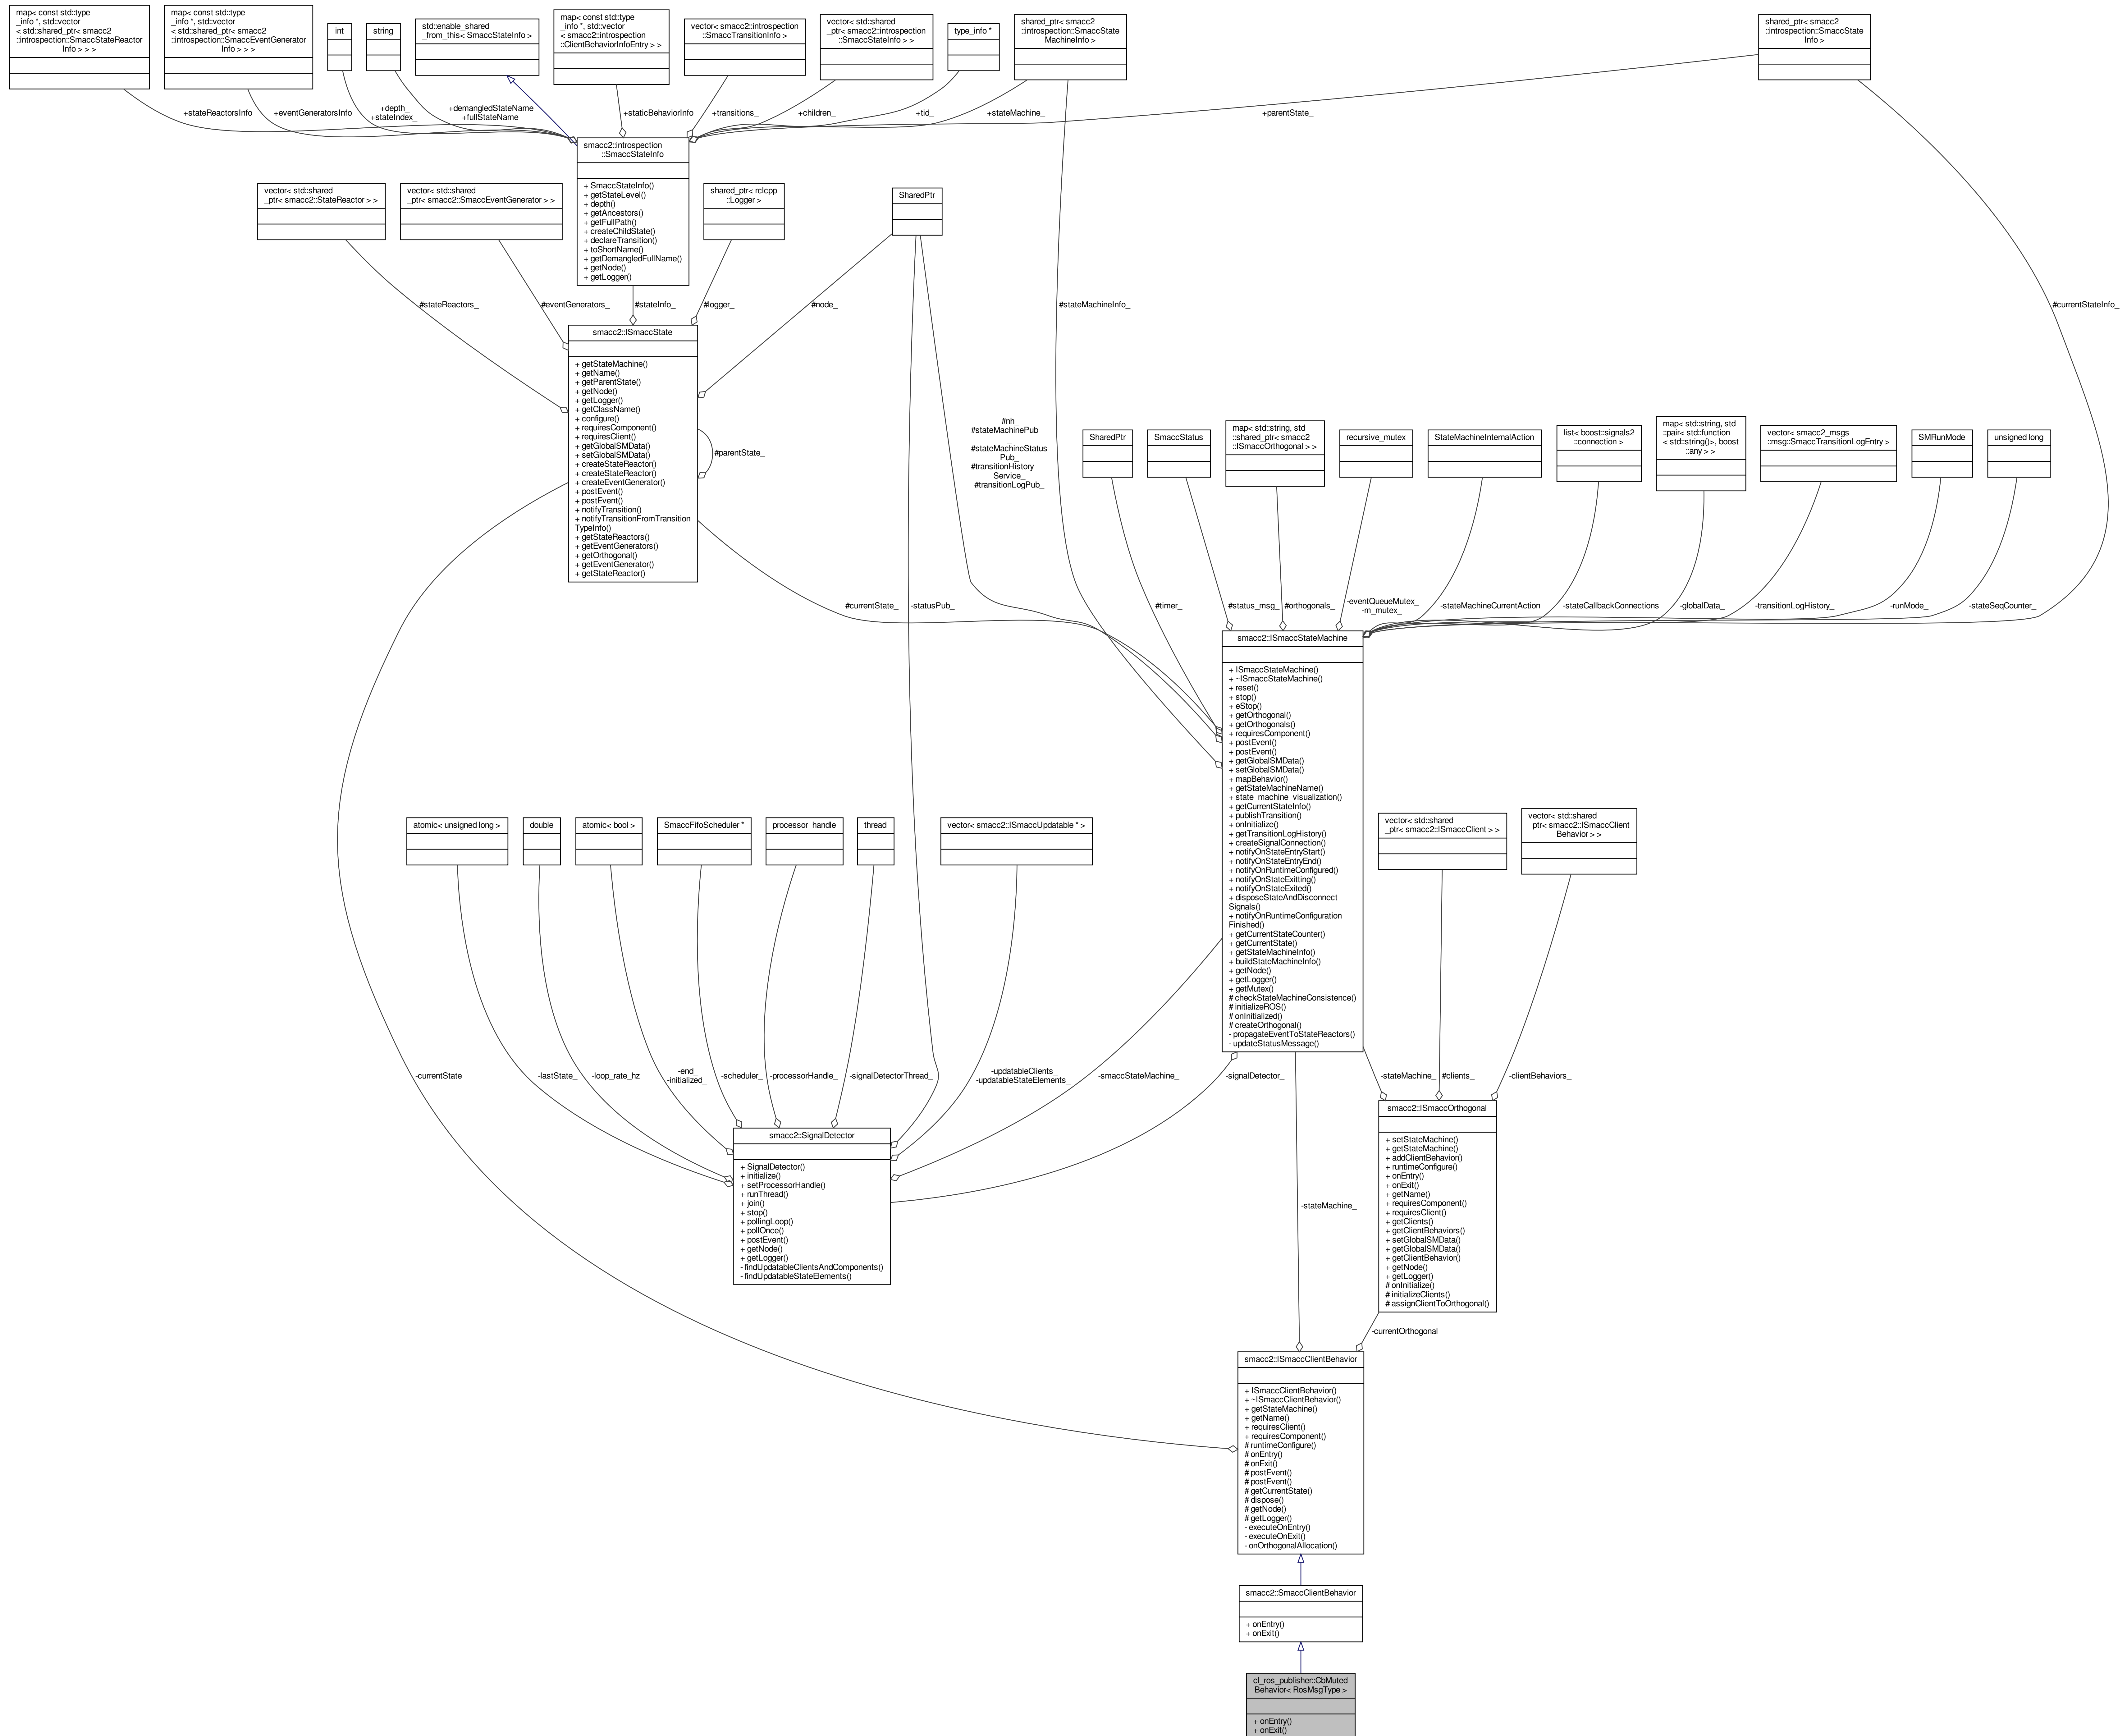 map< const std::type
_info *, std::vector
< std::shared_ptr< smacc2
::introspection::SmaccStateReactor
Info > > >
map< const std::type
_info *, std::vector
< std::shared_ptr< smacc2
::introspection::SmaccEventGenerator
Info > > >
int
string
std::enable_shared
_from_this< SmaccStateInfo >
map< const std::type
_info *, std::vector
< smacc2::introspection
::ClientBehaviorInfoEntry > >
vector< smacc2::introspection
::SmaccTransitionInfo >
vector< std::shared
_ptr< smacc2::introspection
::SmaccStateInfo > >
type_info *
shared_ptr< smacc2
::introspection::SmaccState
MachineInfo >
shared_ptr< smacc2
::introspection::SmaccState
Info >
+stateReactorsInfo
+eventGeneratorsInfo
+depth_
+stateIndex_
+demangledStateName
+fullStateName
+staticBehaviorInfo
+transitions_
+children_
+tid_
+stateMachine_
+parentState_
smacc2::introspection
::SmaccStateInfo
+ SmaccStateInfo()
+ getStateLevel()
+ depth()
+ getAncestors()
+ getFullPath()
+ createChildState()
+ declareTransition()
+ toShortName()
+ getDemangledFullName()
+ getNode()
+ getLogger()
vector< std::shared
_ptr< smacc2::StateReactor > >
vector< std::shared
_ptr< smacc2::SmaccEventGenerator > >
shared_ptr< rclcpp
::Logger >
SharedPtr
#stateReactors_
#eventGenerators_
#stateInfo_
#logger_
#node_
#stateMachineInfo_
#currentStateInfo_
smacc2::ISmaccState
+ getStateMachine()
+ getName()
+ getParentState()
+ getNode()
+ getLogger()
+ getClassName()
+ configure()
+ requiresComponent()
+ requiresClient()
+ getGlobalSMData()
+ setGlobalSMData()
+ createStateReactor()
+ createStateReactor()
+ createEventGenerator()
+ postEvent()
+ postEvent()
+ notifyTransition()
+ notifyTransitionFromTransition
TypeInfo()
+ getStateReactors()
+ getEventGenerators()
+ getOrthogonal()
+ getEventGenerator()
+ getStateReactor()
#parentState_
#nh_
#stateMachinePub
_
#stateMachineStatus
Pub_
#transitionHistory
Service_
#transitionLogPub_
SharedPtr
SmaccStatus
map< std::string, std
::shared_ptr< smacc2
::ISmaccOrthogonal > >
recursive_mutex
StateMachineInternalAction
list< boost::signals2
::connection >
map< std::string, std
::pair< std::function
< std::string()>, boost
::any > >
vector< smacc2_msgs
::msg::SmaccTransitionLogEntry >
SMRunMode
unsigned long
#currentState_
-statusPub_
#timer_
#status_msg_
#orthogonals_
-eventQueueMutex_
-m_mutex_
-stateMachineCurrentAction
-stateCallbackConnections
-globalData_
-transitionLogHistory_
-runMode_
-stateSeqCounter_
smacc2::ISmaccStateMachine
+ ISmaccStateMachine()
+ ~ISmaccStateMachine()
+ reset()
+ stop()
+ eStop()
+ getOrthogonal()
+ getOrthogonals()
+ requiresComponent()
+ postEvent()
+ postEvent()
+ getGlobalSMData()
+ setGlobalSMData()
+ mapBehavior()
+ getStateMachineName()
+ state_machine_visualization()
+ getCurrentStateInfo()
+ publishTransition()
+ onInitialize()
+ getTransitionLogHistory()
+ createSignalConnection()
+ notifyOnStateEntryStart()
+ notifyOnStateEntryEnd()
+ notifyOnRuntimeConfigured()
+ notifyOnStateExitting()
+ notifyOnStateExited()
+ disposeStateAndDisconnect
Signals()
+ notifyOnRuntimeConfiguration
Finished()
+ getCurrentStateCounter()
+ getCurrentState()
+ getStateMachineInfo()
+ buildStateMachineInfo()
+ getNode()
+ getLogger()
+ getMutex()
# checkStateMachineConsistence()
# initializeROS()
# onInitialized()
# createOrthogonal()
- propagateEventToStateReactors()
- updateStatusMessage()
atomic< unsigned long >
double
atomic< bool >
SmaccFifoScheduler *
processor_handle
thread
vector< smacc2::ISmaccUpdatable * >
vector< std::shared
_ptr< smacc2::ISmaccClient > >
vector< std::shared
_ptr< smacc2::ISmaccClient
Behavior > >
-currentState
-lastState_
-loop_rate_hz
-end_
-initialized_
-scheduler_
-processorHandle_
-signalDetectorThread_
-updatableClients_
-updatableStateElements_
-smaccStateMachine_
-signalDetector_
-stateMachine_
#clients_
-clientBehaviors_
smacc2::SignalDetector
+ SignalDetector()
+ initialize()
+ setProcessorHandle()
+ runThread()
+ join()
+ stop()
+ pollingLoop()
+ pollOnce()
+ postEvent()
+ getNode()
+ getLogger()
- findUpdatableClientsAndComponents()
- findUpdatableStateElements()
smacc2::ISmaccOrthogonal
+ setStateMachine()
+ getStateMachine()
+ addClientBehavior()
+ runtimeConfigure()
+ onEntry()
+ onExit()
+ getName()
+ requiresComponent()
+ requiresClient()
+ getClients()
+ getClientBehaviors()
+ setGlobalSMData()
+ getGlobalSMData()
+ getClientBehavior()
+ getNode()
+ getLogger()
# onInitialize()
# initializeClients()
# assignClientToOrthogonal()
-stateMachine_
-currentOrthogonal
smacc2::ISmaccClientBehavior
+ ISmaccClientBehavior()
+ ~ISmaccClientBehavior()
+ getStateMachine()
+ getName()
+ requiresClient()
+ requiresComponent()
# runtimeConfigure()
# onEntry()
# onExit()
# postEvent()
# postEvent()
# getCurrentState()
# dispose()
# getNode()
# getLogger()
- executeOnEntry()
- executeOnExit()
- onOrthogonalAllocation()
smacc2::SmaccClientBehavior
+ onEntry()
+ onExit()
cl_ros_publisher::CbMuted
Behavior< RosMsgType >
+ onEntry()
+ onExit()